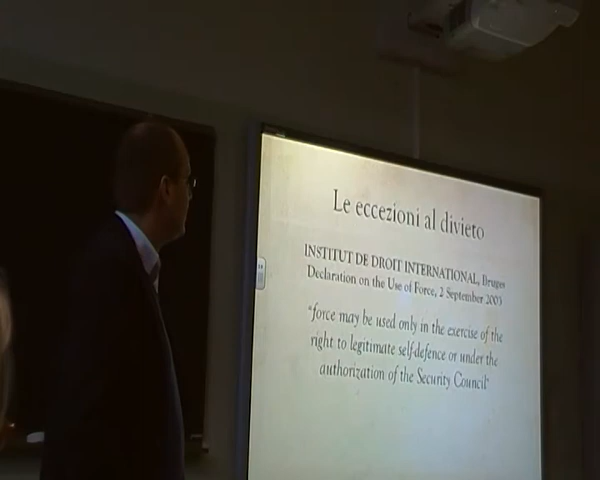 Le eccezioni al divieto
INSTITUT DE DROIT INTERNATIONAL, Bruges
Declaration on the Use of Force, 2 September 2003
"force may be used only in the exercise of the
right to legitimate self-defence or under the
authorization of the Security Council"